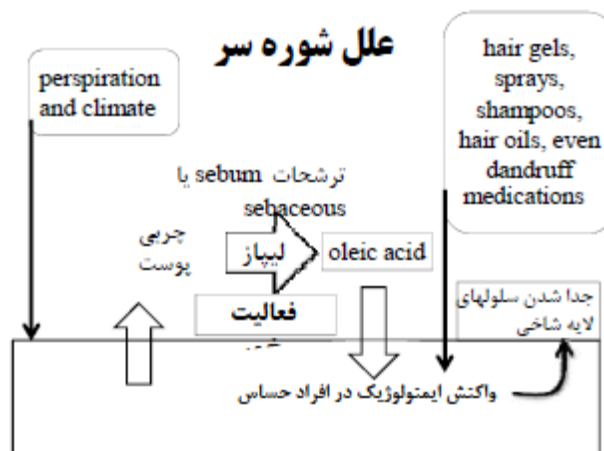 علل شوره سر
perspiration
and climate
hair gels,
sprays,
shampoos,
hair oils, even
dandruff
medications
ترشحات sebum یا
sebaceous
چربی
پوست
لیپاز
oleic acid
فعالیت
جدا شدن سلولهای
لایه شاخی
واکنش ایمنولوژیک در افراد حساس